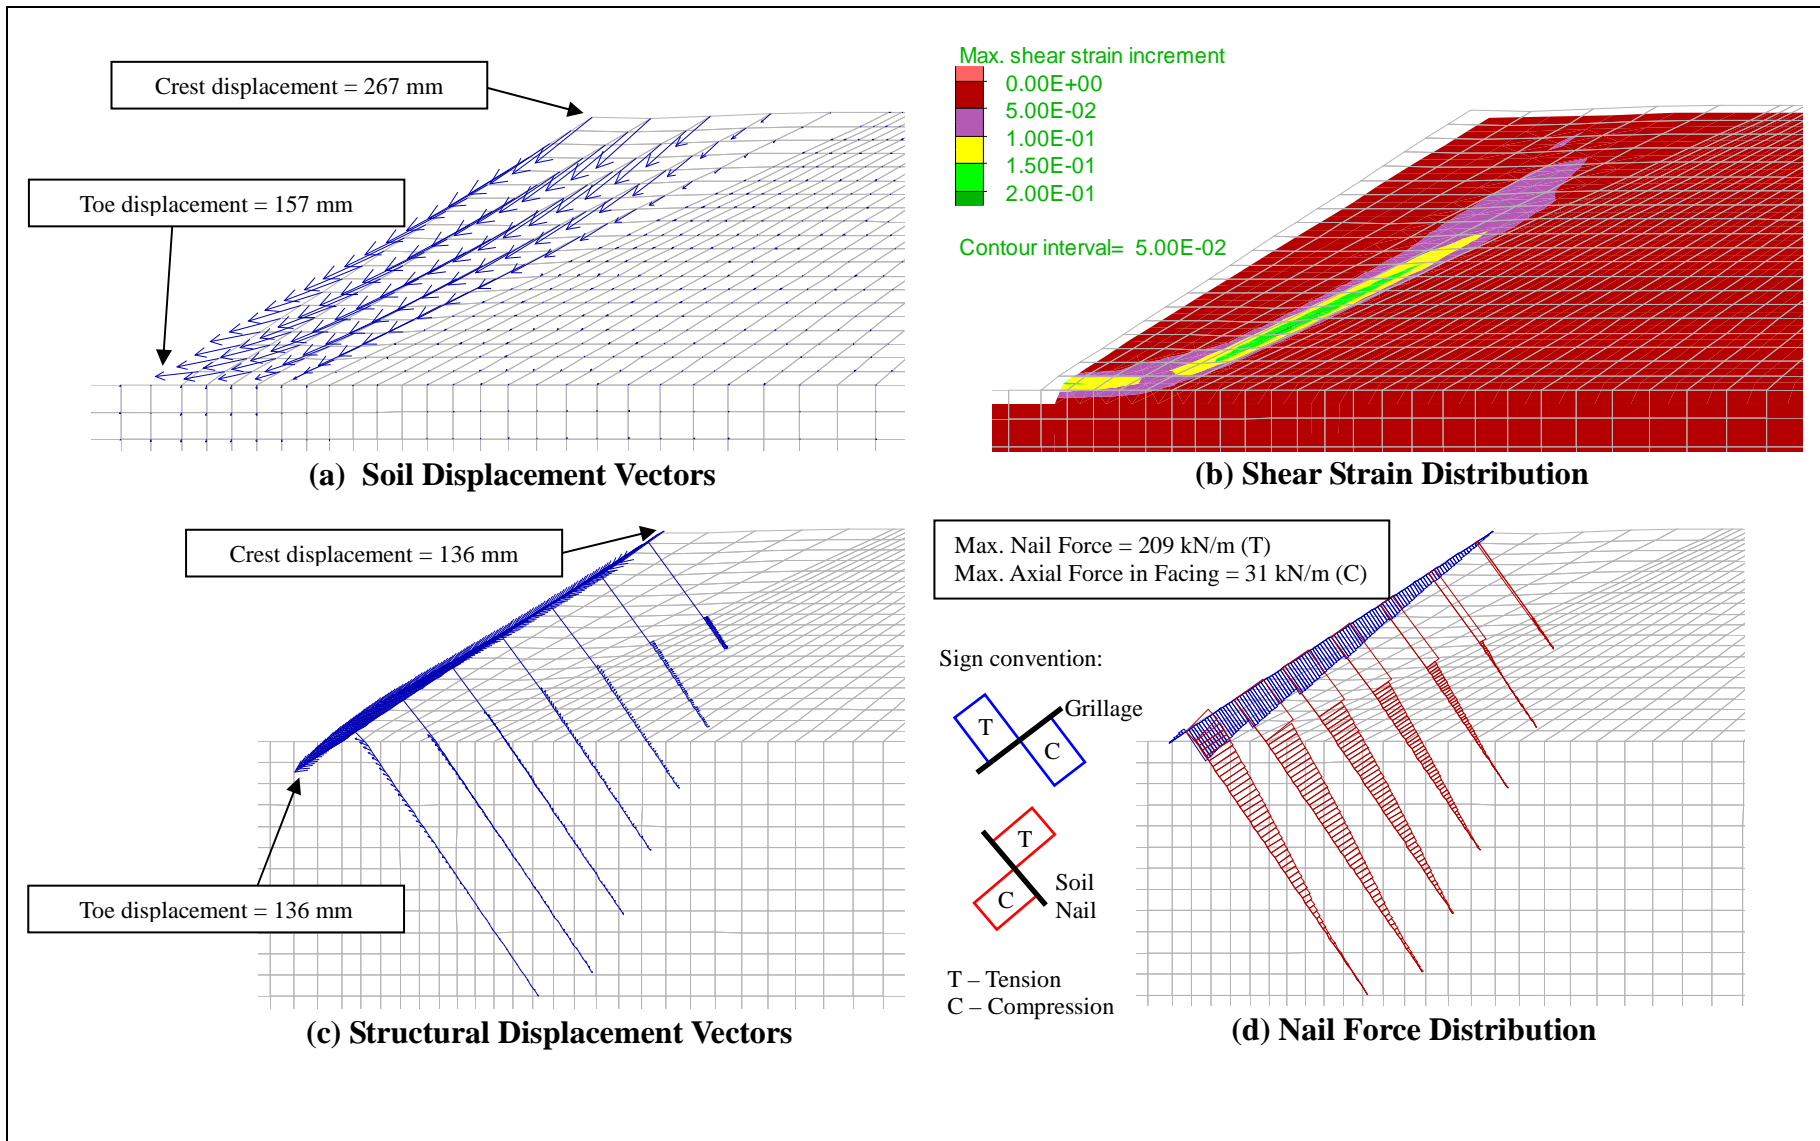 Crest displacement = 267 mm
Toe displacement = 157 mm
(a) Soil Displacement Vectors
Max. shear strain increment
0.00E+00
5.00E-02
1.00E-01
1.50E-01
2.00E-01
Contour interval= 5.00E-02
(b) Shear Strain Distribution
Crest displacement = 136 mm
Toe displacement = 136 mm
(c) Structural Displacement Vectors
Max. Nail Force = 209 kN/m (T)
Max. Axial Force in Facing = 31 kN/m (C)
Sign convention:
Grillage
T
C
T
C
Soil
Nail
T – Tension
C – Compression
(d) Nail Force Distribution